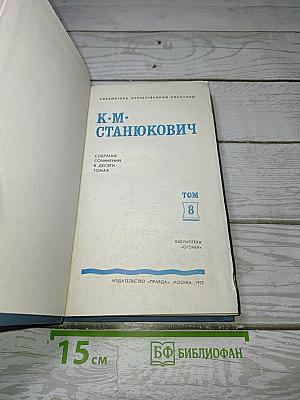 БИБЛИОТЕКА ОТЕЧЕСТВЕННОЙ КЛАССИКИ
К·М·
СТАНЮКОВИЧ
СОБРАНИЕ
СОЧИНЕНИЙ
В ДЕСЯТИ
ТОМАХ
ТОМ
8
БИБЛИОТЕКА
«ОГОНЕК»
ИЗДАТЕЛЬСТВО «ПРАВДА». МОСКВА. 1977
15 см
БФ БИБЛИОФАН